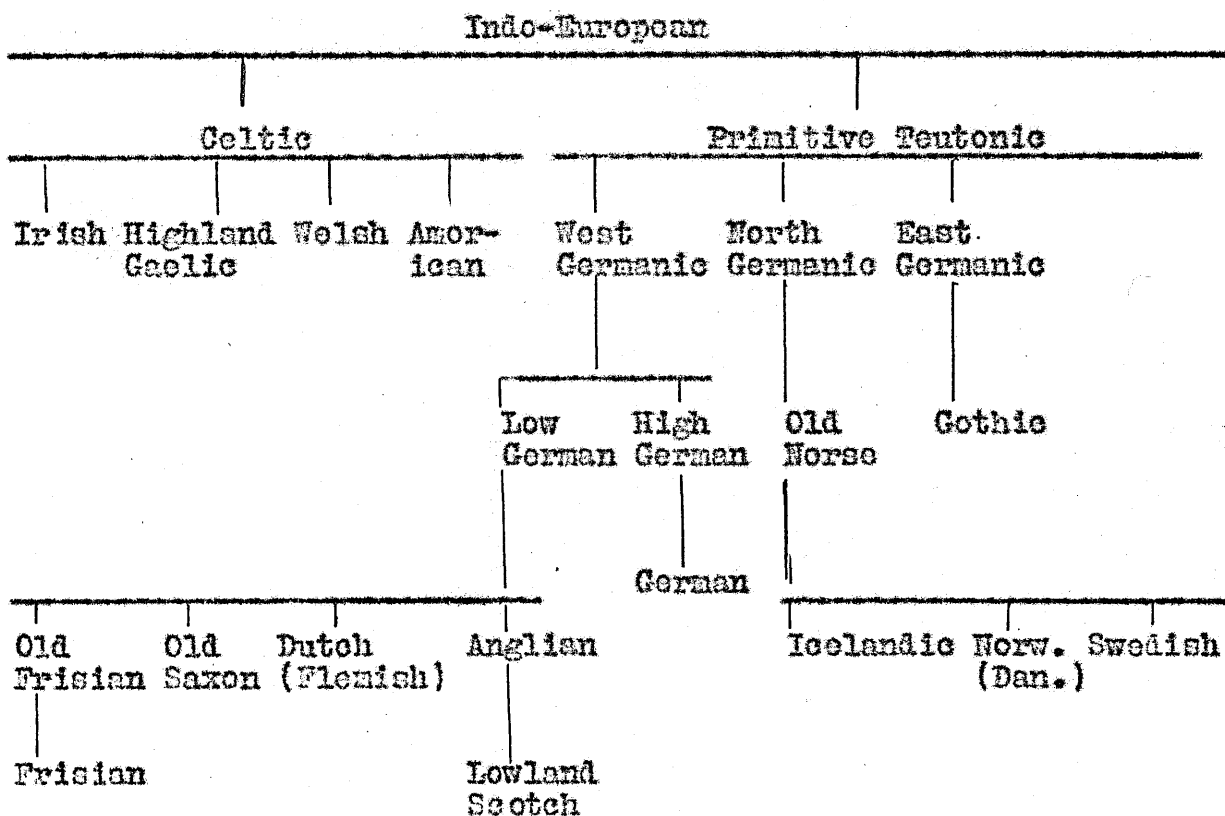 Indo-European
Celtic Primitive Teutonic
Irish Highland Welsh Amor- West North East
Gaelic ican Germanic Germanic Germanic
Low High Old Gothic
German German Norse
German
Old Old Dutch Anglian Icelandic Norw. Swedish
Frisian Saxon (Flemish) (Dan.)
Frisian Lowland
Scotch